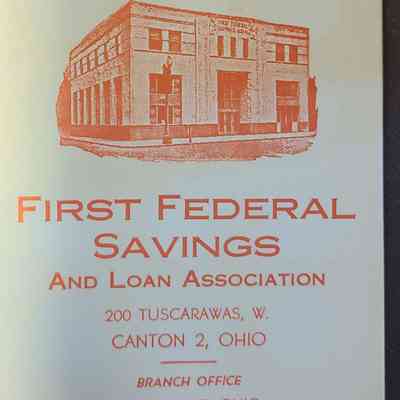 FIRST FEDERAL
SAVINGS
AND LOAN ASSOCIATION
200 TUSCARAWAS, W.
CANTON 2, OHIO
BRANCH OFFICE